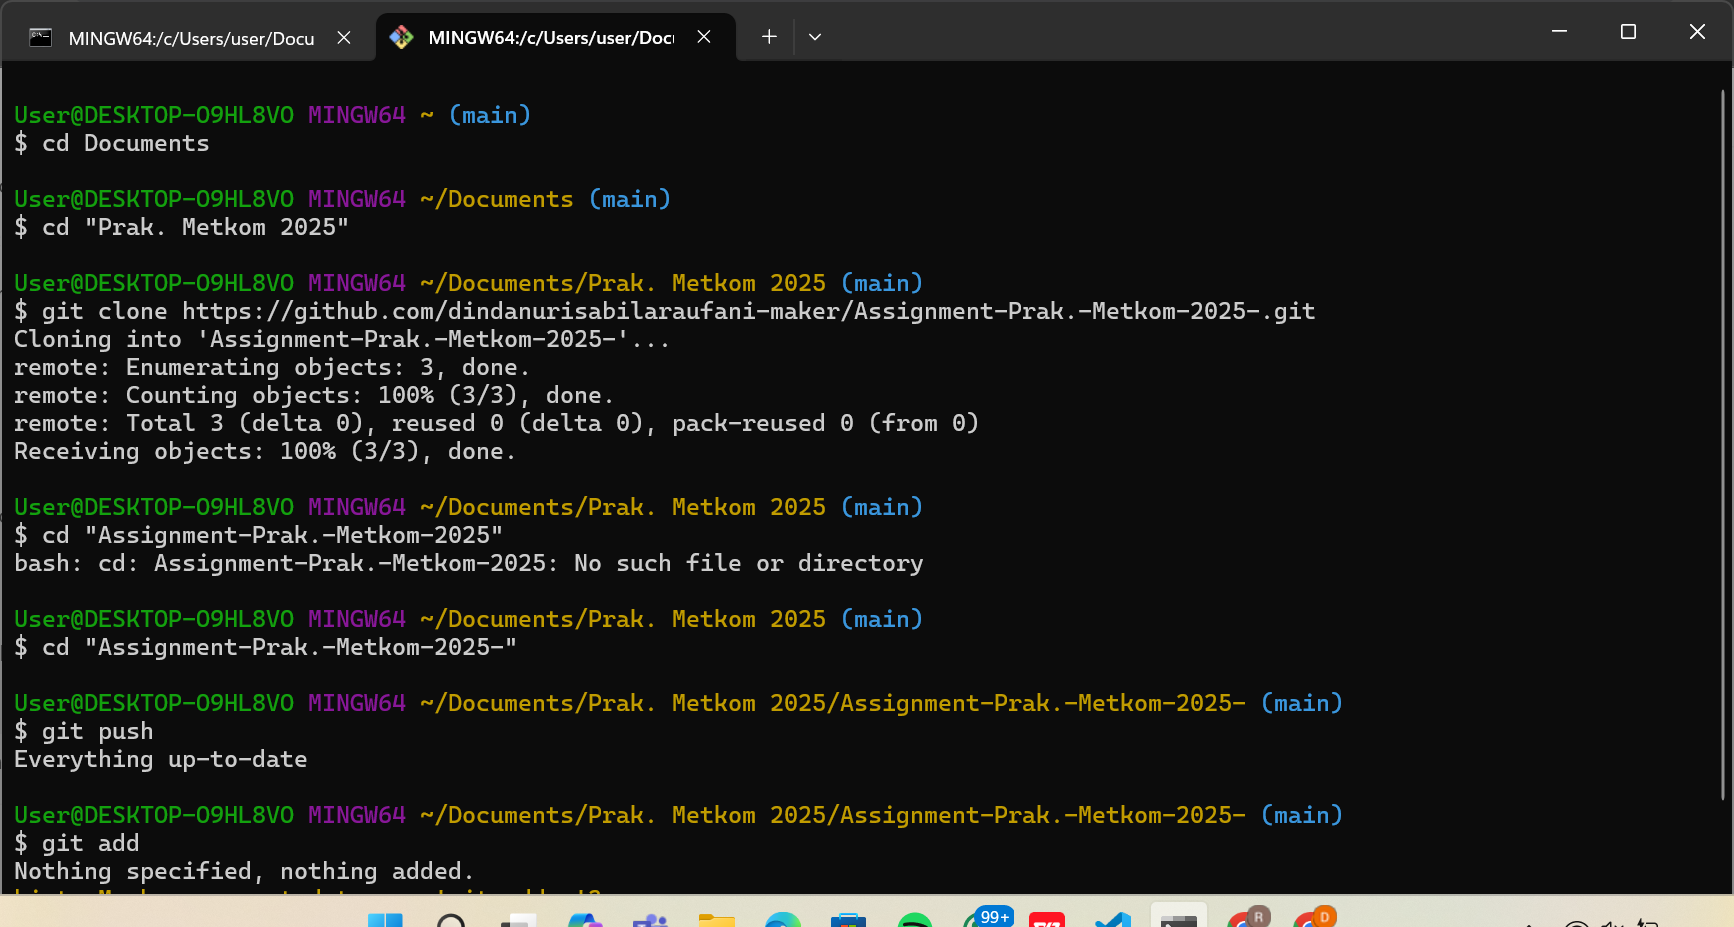 MINGW64:/c/Users/user/Docu
MINGW64:/c/Users/user/Doc
User@DESKTOP-O9HL8VO MINGW64 ~ (main)
$ cd Documents
User@DESKTOP-O9HL8VO MINGW64 ~/Documents (main)
$ cd "Prak. Metkom 2025"
User@DESKTOP-O9HL8VO MINGW64 ~/Documents/Prak. Metkom 2025 (main)
$ git clone https://github.com/dindanurisabilaraufani-maker/Assignment-Prak.-Metkom-2025-.git
Cloning into 'Assignment-Prak.-Metkom-2025-'...
remote: Enumerating objects: 3, done.
remote: Counting objects: 100% (3/3), done.
remote: Total 3 (delta 0), reused 0 (delta 0), pack-reused 0 (from 0)
Receiving objects: 100% (3/3), done.
User@DESKTOP-O9HL8VO MINGW64 ~/Documents/Prak. Metkom 2025 (main)
$ cd "Assignment-Prak.-Metkom-2025"
bash: cd: Assignment-Prak.-Metkom-2025: No such file or directory
User@DESKTOP-O9HL8VO MINGW64 ~/Documents/Prak. Metkom 2025 (main)
$ cd "Assignment-Prak.-Metkom-2025-"
User@DESKTOP-O9HL8VO MINGW64 ~/Documents/Prak. Metkom 2025/Assignment-Prak.-Metkom-2025- (main)
$ git push
Everything up-to-date
User@DESKTOP-O9HL8VO MINGW64 ~/Documents/Prak. Metkom 2025/Assignment-Prak.-Metkom-2025- (main)
$ git add
Nothing specified, nothing added.
99+
R
D